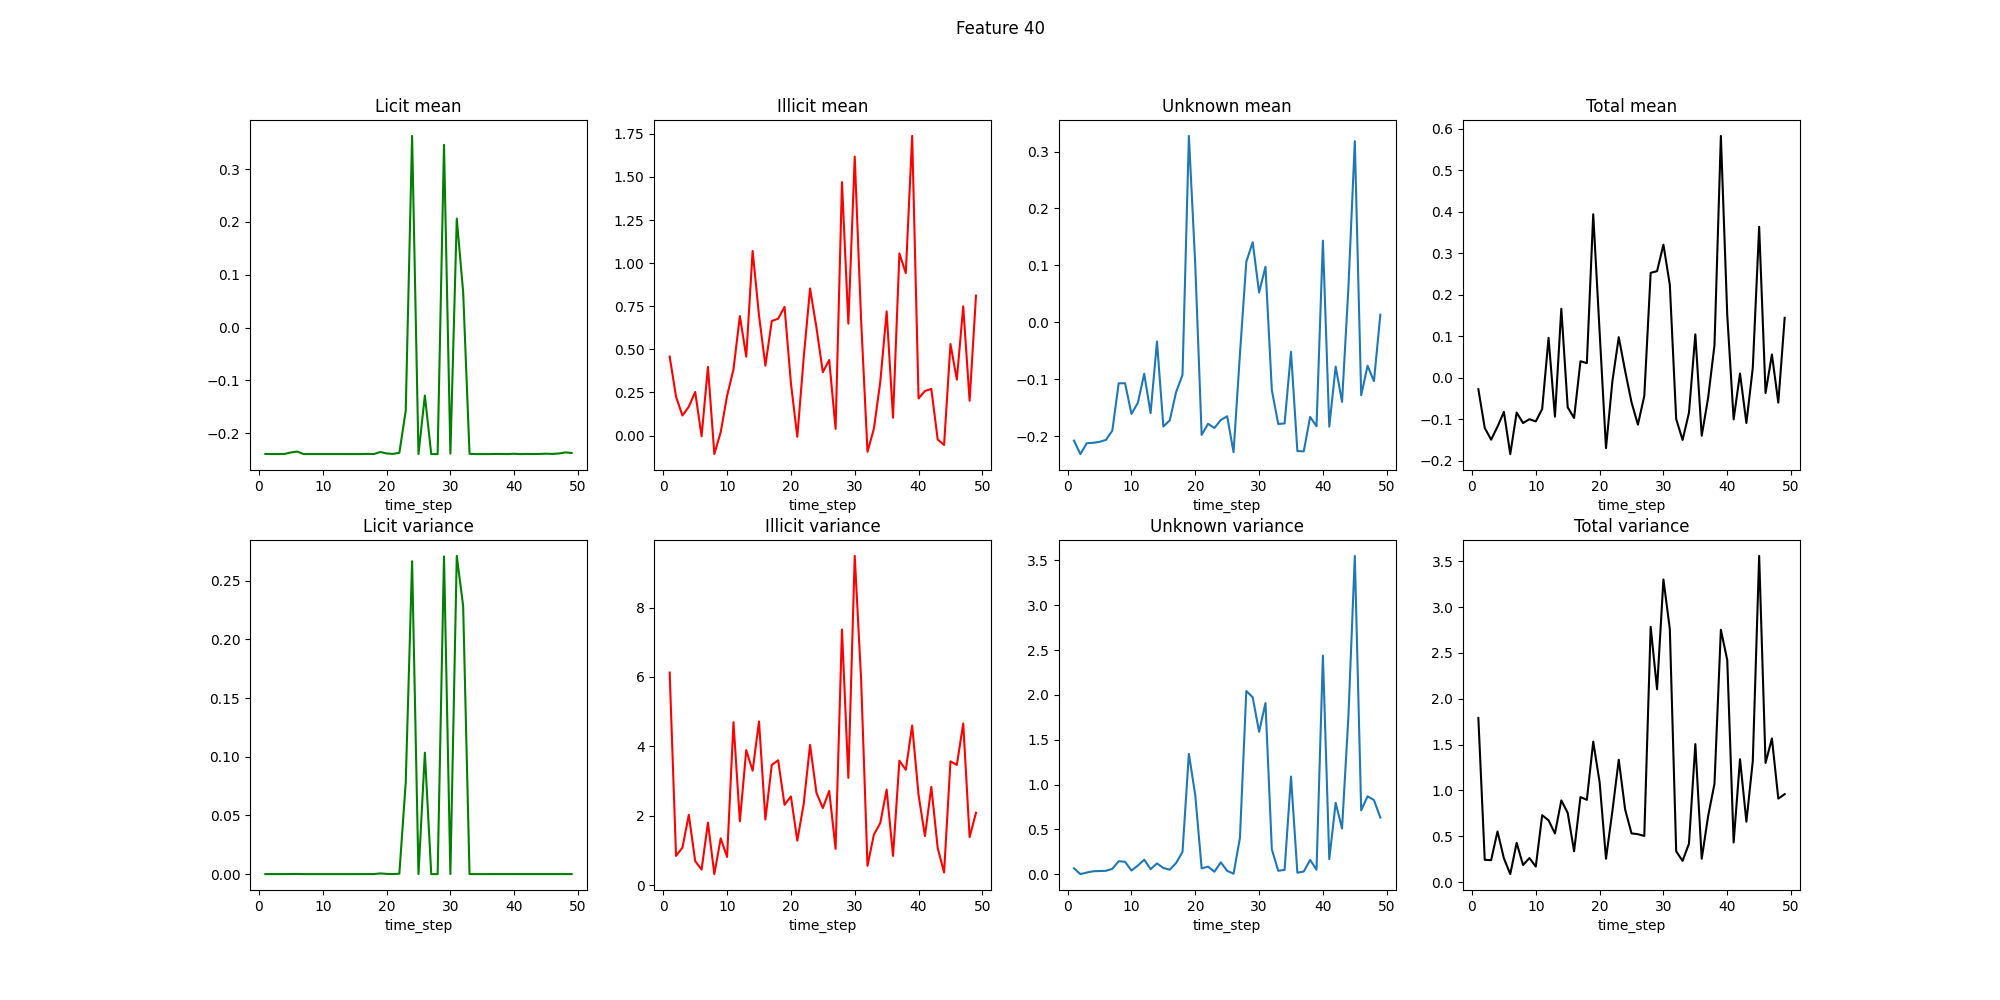 Feature 40
Licit mean
Illicit mean
Unknown mean
Total mean
0.3
0.2
0.1
0.0
−0.1
−0.2
0 10 20 30 40 50
time_step
1.75
1.50
1.25
1.00
0.75
0.50
0.25
0.00
0 10 20 30 40 50
time_step
0.3
0.2
0.1
0.0
−0.1
−0.2
0 10 20 30 40 50
time_step
0.6
0.5
0.4
0.3
0.2
0.1
0.0
−0.1
−0.2
0 10 20 30 40 50
time_step
Licit variance
Illicit variance
Unknown variance
Total variance
0.25
0.20
0.15
0.10
0.05
0.00
0 10 20 30 40 50
time_step
8
6
4
2
0
0 10 20 30 40 50
time_step
3.5
3.0
2.5
2.0
1.5
1.0
0.5
0.0
0 10 20 30 40 50
time_step
3.5
3.0
2.5
2.0
1.5
1.0
0.5
0.0
0 10 20 30 40 50
time_step